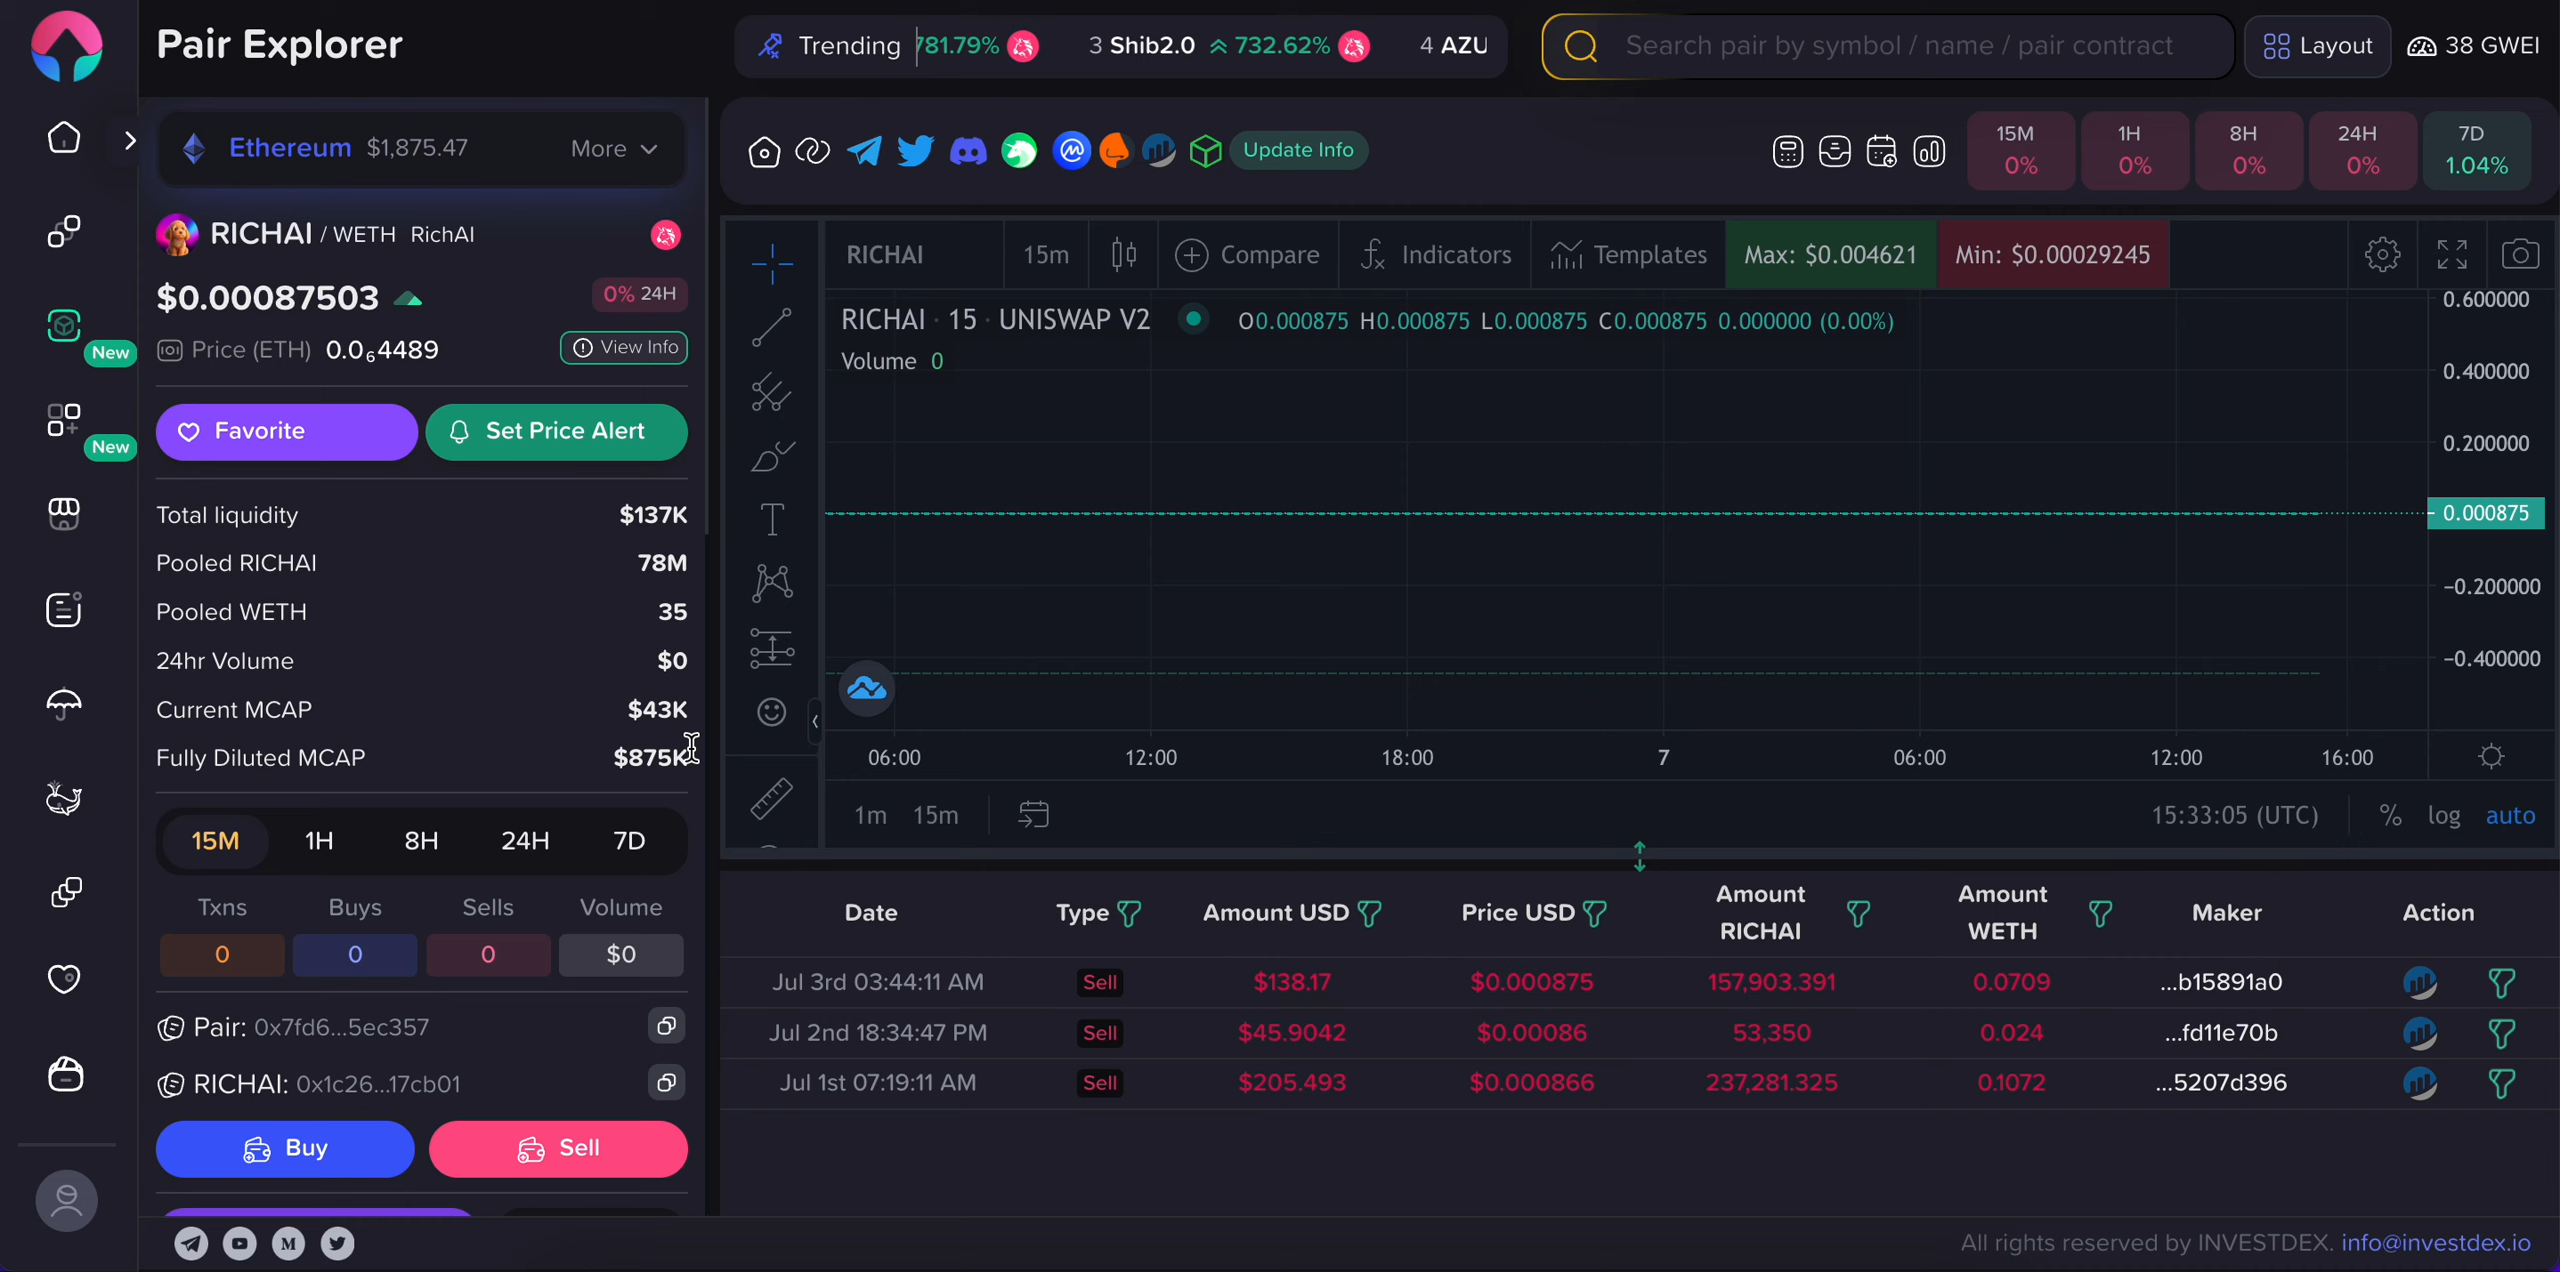 Pair Explorer
Trending 781.79% 3 Shib2.0 732.62% 4 AZU
Search pair by symbol / name / pair contract
Layout
38 GWEI
Ethereum $1,875.47 More
Update Info
15M 0%
1H 0%
8H 0%
24H 0%
7D 1.04%
RICHAI / WETH RichAI
$0.00087503
0% 24H
Price (ETH) 0.0₆4489
View Info
New
New
Favorite
Set Price Alert
Total liquidity $137K
Pooled RICHAI 78M
Pooled WETH 35
24hr Volume $0
Current MCAP $43K
Fully Diluted MCAP $875K
15M 1H 8H 24H 7D
Txns Buys Sells Volume
0 0 0 $0
Pair: 0x7fd6...5ec357
RICHAI: 0x1c26...17cb01
Buy
Sell
RICHAI 15m Compare Indicators Templates Max: $0.004621 Min: $0.00029245
RICHAI · 15 · UNISWAP V2 O0.000875 H0.000875 L0.000875 C0.000875 0.000000 (0.00%)
Volume 0
0.600000
0.400000
0.200000
0.000875
−0.200000
−0.400000
06:00 12:00 18:00 7 06:00 12:00 16:00
1m 15m 15:33:05 (UTC) % log auto
Date Type Amount USD Price USD Amount RICHAI Amount WETH Maker Action
Jul 3rd 03:44:11 AM Sell $138.17 $0.000875 157,903.391 0.0709 ...b15891a0
Jul 2nd 18:34:47 PM Sell $45.9042 $0.00086 53,350 0.024 ...fd11e70b
Jul 1st 07:19:11 AM Sell $205.493 $0.000866 237,281.325 0.1072 ...5207d396
All rights reserved by INVESTDEX. info@investdex.io